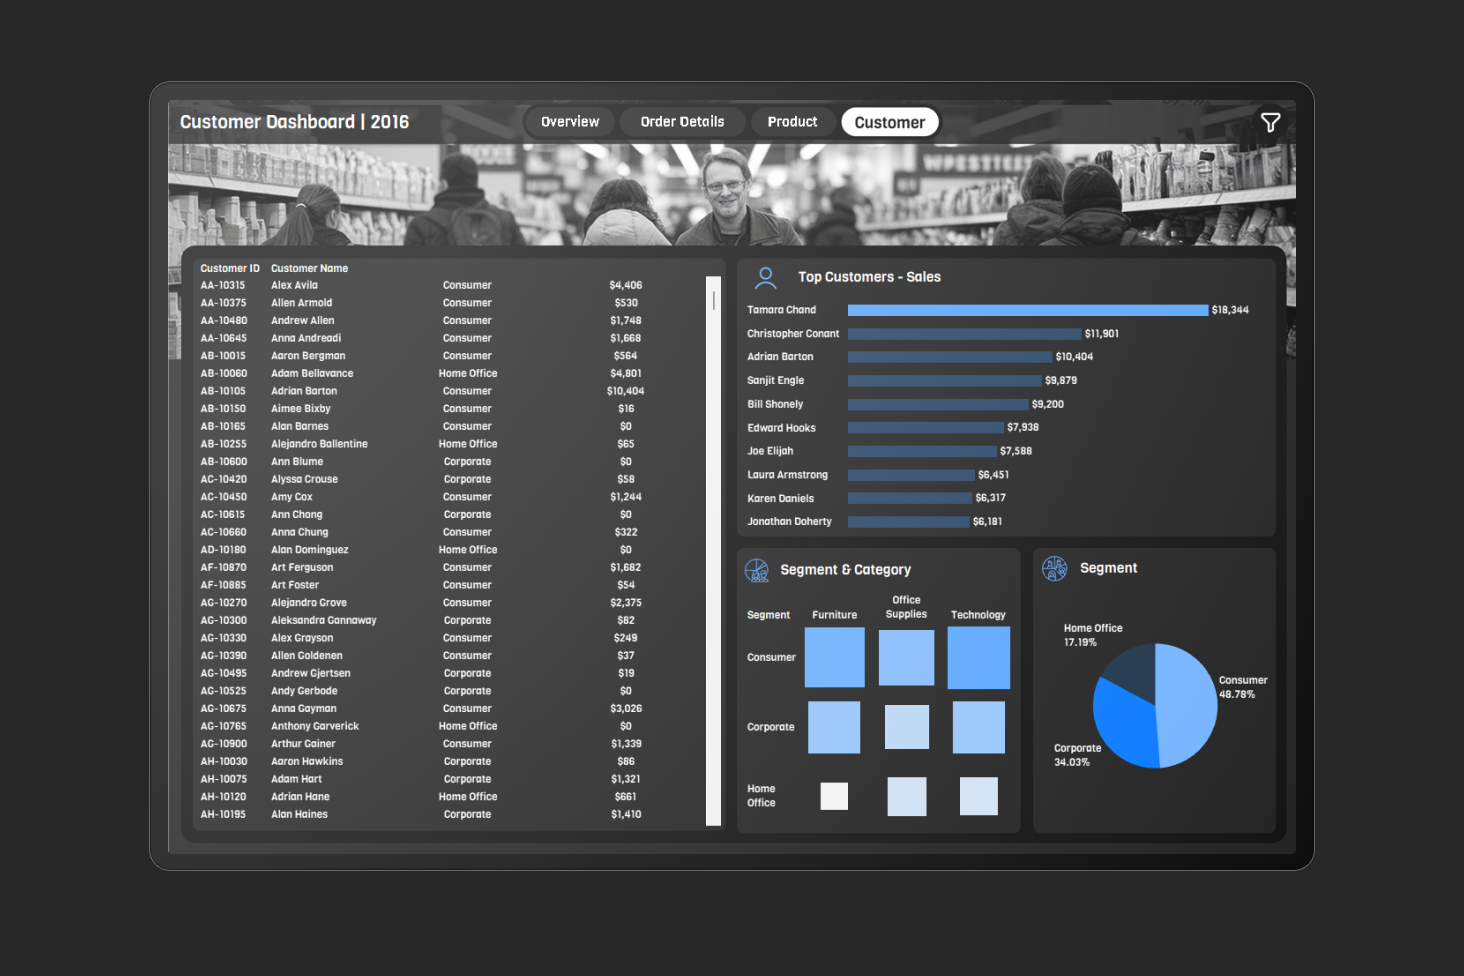 Customer Dashboard | 2016
Overview
Order Details
Product
Customer
Customer ID Customer Name
AA-10315 Alex Avila Consumer $4,406
AA-10375 Allen Armold Consumer $530
AA-10480 Andrew Allen Consumer $1,748
AA-10645 Anna Andreadi Consumer $1,668
AB-10015 Aaron Bergman Consumer $564
AB-10060 Adam Bellavance Home Office $4,801
AB-10105 Adrian Barton Consumer $10,404
AB-10150 Aimee Bixby Consumer $16
AB-10165 Alan Barnes Consumer $0
AB-10255 Alejandro Ballentine Home Office $65
AB-10600 Ann Blume Corporate $0
AC-10420 Alyssa Crouse Corporate $58
AC-10450 Amy Cox Consumer $1,244
AC-10615 Ann Chong Corporate $0
AC-10660 Anna Chung Consumer $322
AD-10180 Alan Dominguez Home Office $0
AF-10870 Art Ferguson Consumer $1,682
AF-10885 Art Foster Consumer $54
AG-10270 Alejandro Grove Consumer $2,375
AG-10300 Aleksandra Gannaway Corporate $82
AG-10330 Alex Grayson Consumer $249
AG-10390 Allen Goldenen Consumer $37
AG-10495 Andrew Gjertsen Corporate $19
AG-10525 Andy Gerbode Corporate $0
AG-10675 Anna Gayman Consumer $3,026
AG-10765 Anthony Garverick Home Office $0
AG-10900 Arthur Gainer Consumer $1,339
AH-10030 Aaron Hawkins Corporate $86
AH-10075 Adam Hart Corporate $1,321
AH-10120 Adrian Hane Home Office $661
AH-10195 Alan Haines Corporate $1,410
Top Customers - Sales
Tamara Chand $18,344
Christopher Conant $11,901
Adrian Barton $10,404
Sanjit Engle $9,879
Bill Shonely $9,200
Edward Hooks $7,938
Joe Elijah $7,588
Laura Armstrong $6,451
Karen Daniels $6,317
Jonathan Doherty $6,181
Segment & Category
Segment Furniture Office Supplies Technology
Consumer
Corporate
Home
Office
Segment
Home Office
17.19%
Consumer
48.78%
Corporate
34.03%